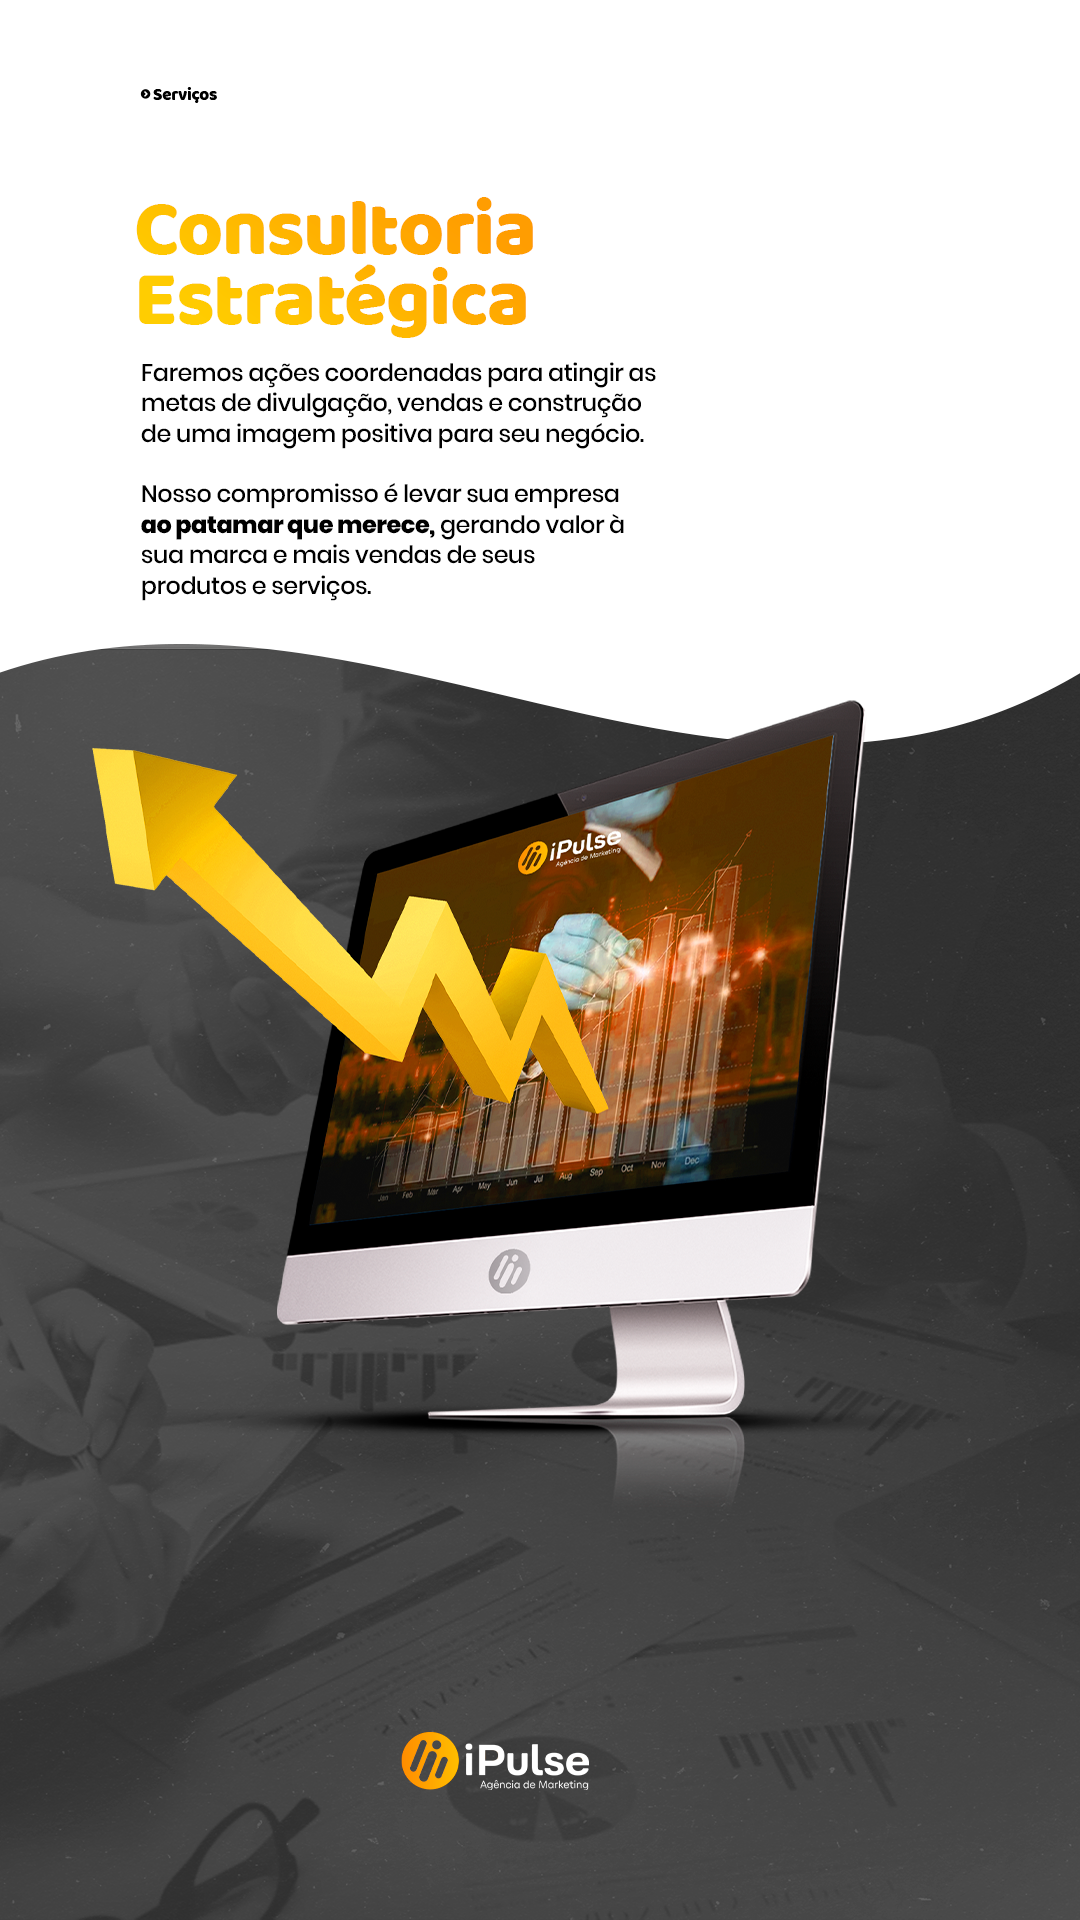 Serviços
Consultoria
Estratégica
Faremos ações coordenadas para atingir as
metas de divulgação, vendas e construção
de uma imagem positiva para seu negócio.
Nosso compromisso é levar sua empresa
ao patamar que merece, gerando valor à
sua marca e mais vendas de seus
produtos e serviços.
iPulse
Agência de Marketing
Jan Feb Mar Apr May Jun Jul Aug Sep Oct Nov Dec
iPulse
Agência de Marketing